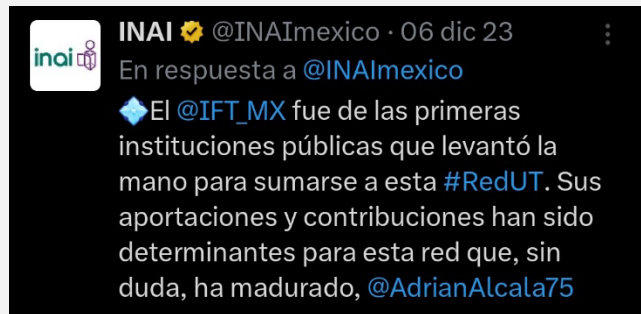 inai
INAI @INAImexico · 06 dic 23
En respuesta a @INAImexico
El @IFT_MX fue de las primeras
instituciones públicas que levantó la
mano para sumarse a esta #RedUT. Sus
aportaciones y contribuciones han sido
determinantes para esta red que, sin
duda, ha madurado, @AdrianAlcala75